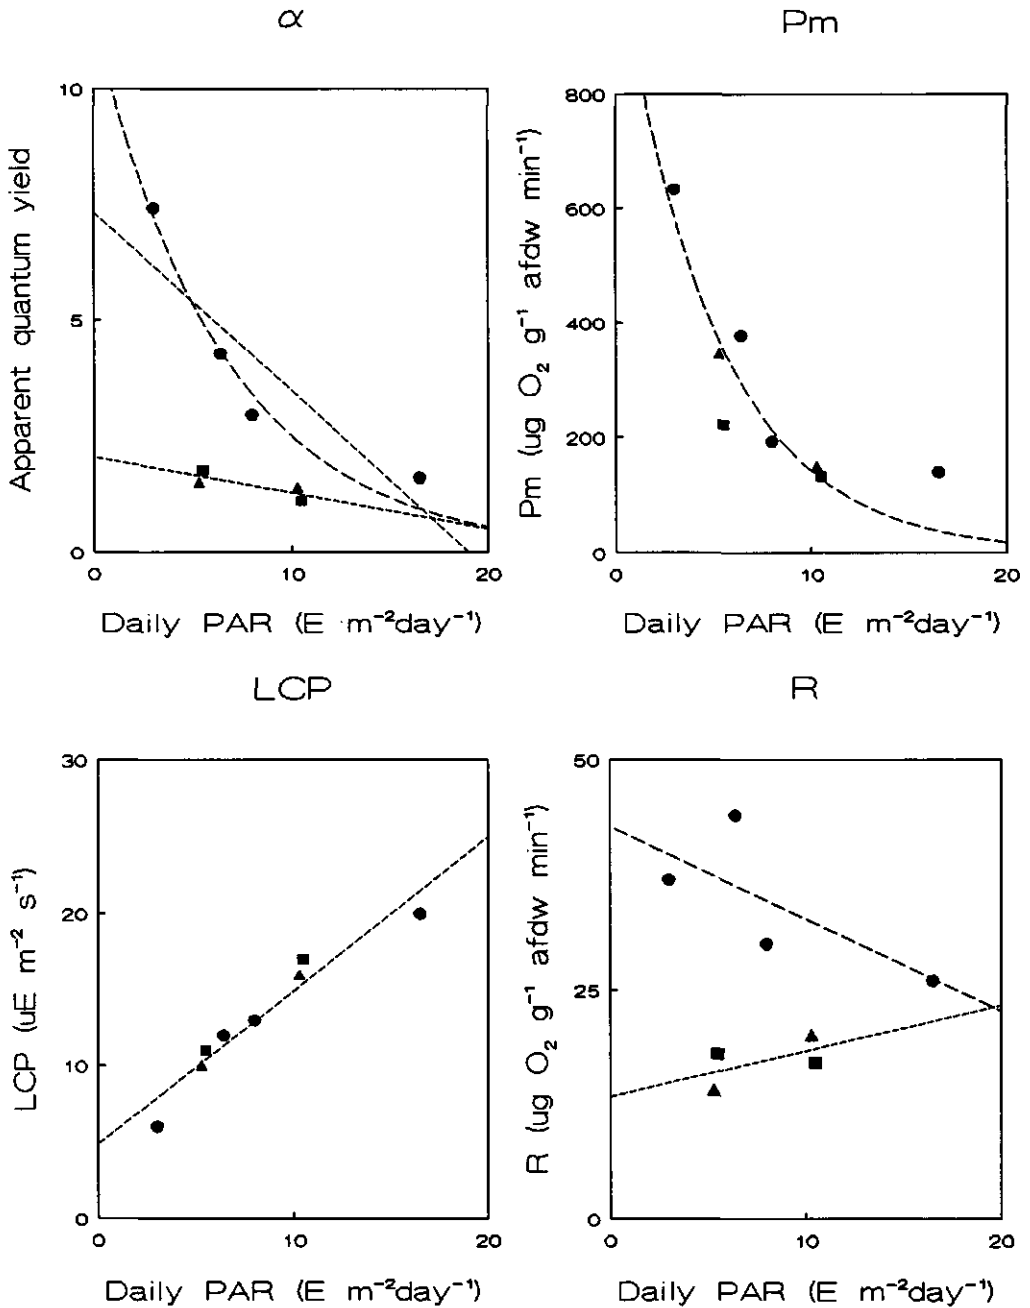 α
Apparent quantum yield
10
5
0
0 10 20
Daily PAR (E m⁻²day⁻¹)
Pm
Pm (ug O₂ g⁻¹ afdw min⁻¹)
800
600
400
200
0
0 10 20
Daily PAR (E m⁻²day⁻¹)
LCP
LCP (uE m⁻² s⁻¹)
30
20
10
0
0 10 20
Daily PAR (E m⁻²day⁻¹)
R
R (ug O₂ g⁻¹ afdw min⁻¹)
50
25
0
0 10 20
Daily PAR (E m⁻²day⁻¹)